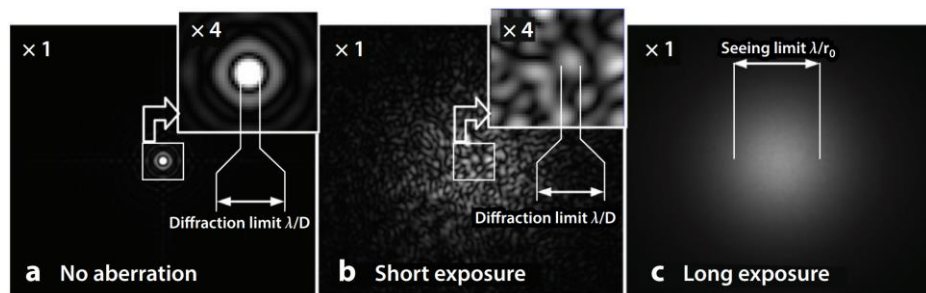 × 1
× 4
Diffraction limit λ/D
a No aberration
× 1
× 4
Diffraction limit λ/D
b Short exposure
× 1
Seeing limit λ/r₀
c Long exposure